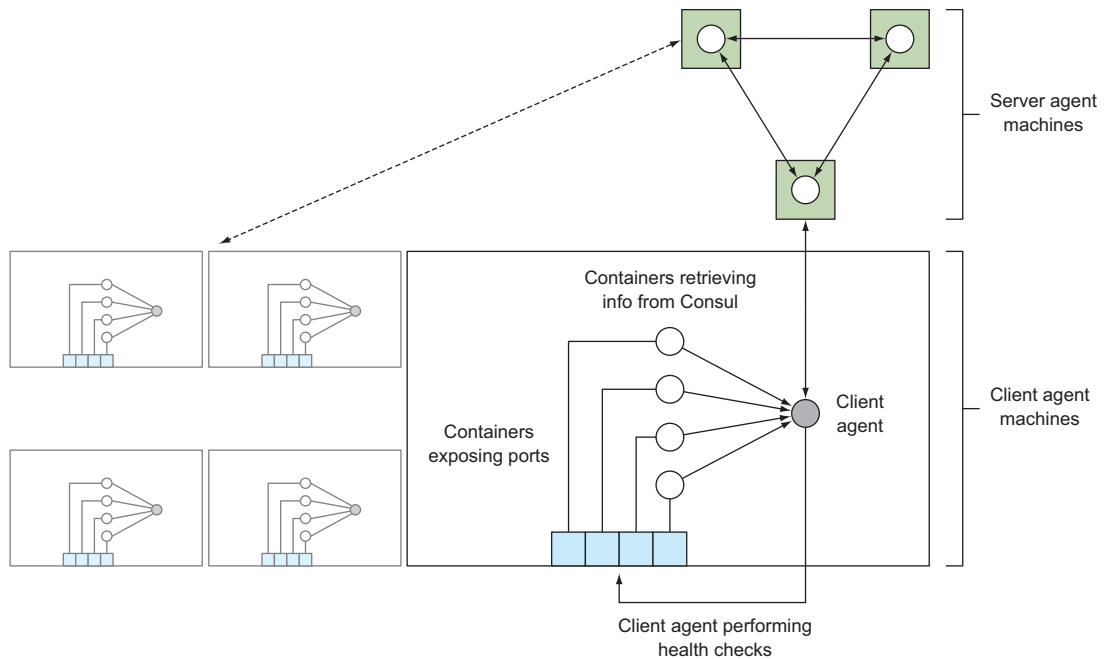 Server agent
machines
Containers retrieving
info from Consul
Client
agent
Client agent
machines
Containers
exposing ports
Client agent performing
health checks